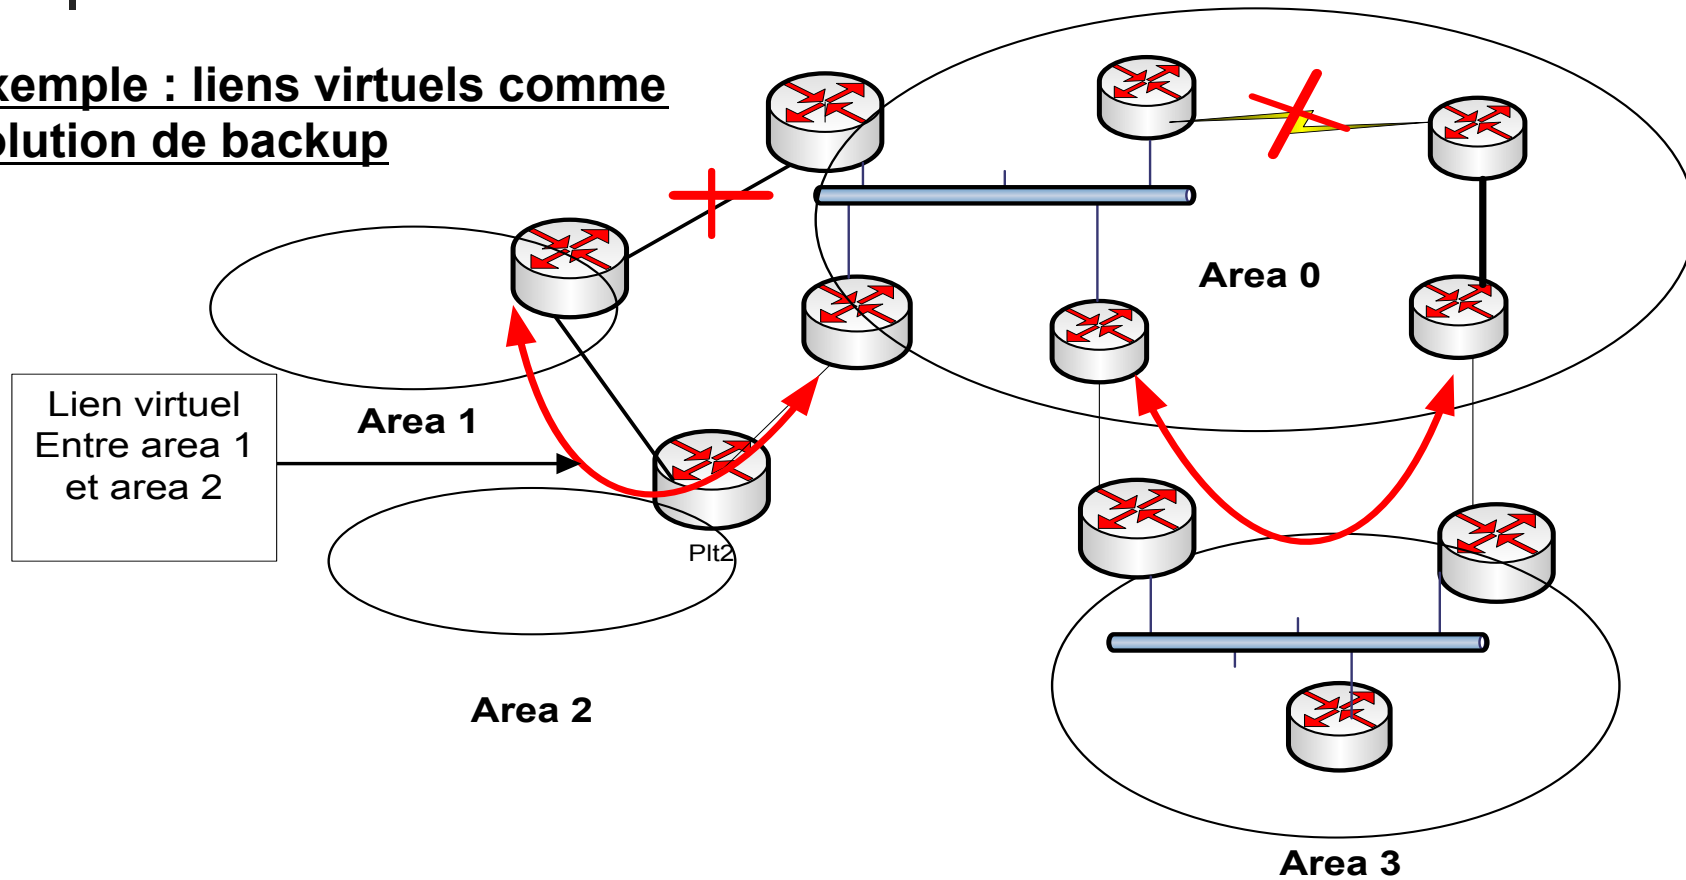 xemple : liens virtuels comme
olution de backup
Area 0
Lien virtuel
Entre area 1
et area 2
Area 1
Plt2
Area 2
Area 3